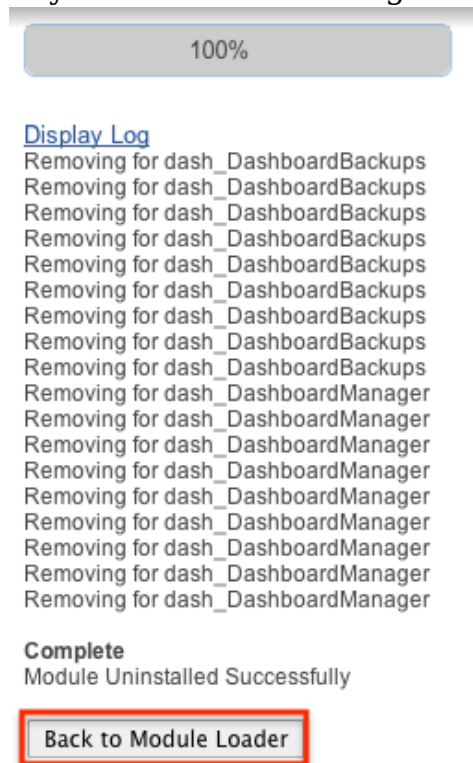 100%
Display Log
Removing for dash_DashboardBackups
Removing for dash_DashboardBackups
Removing for dash_DashboardBackups
Removing for dash_DashboardBackups
Removing for dash_DashboardBackups
Removing for dash_DashboardBackups
Removing for dash_DashboardBackups
Removing for dash_DashboardBackups
Removing for dash_DashboardBackups
Removing for dash_DashboardManager
Removing for dash_DashboardManager
Removing for dash_DashboardManager
Removing for dash_DashboardManager
Removing for dash_DashboardManager
Removing for dash_DashboardManager
Removing for dash_DashboardManager
Removing for dash_DashboardManager
Removing for dash_DashboardManager
Complete
Module Uninstalled Successfully
Back to Module Loader